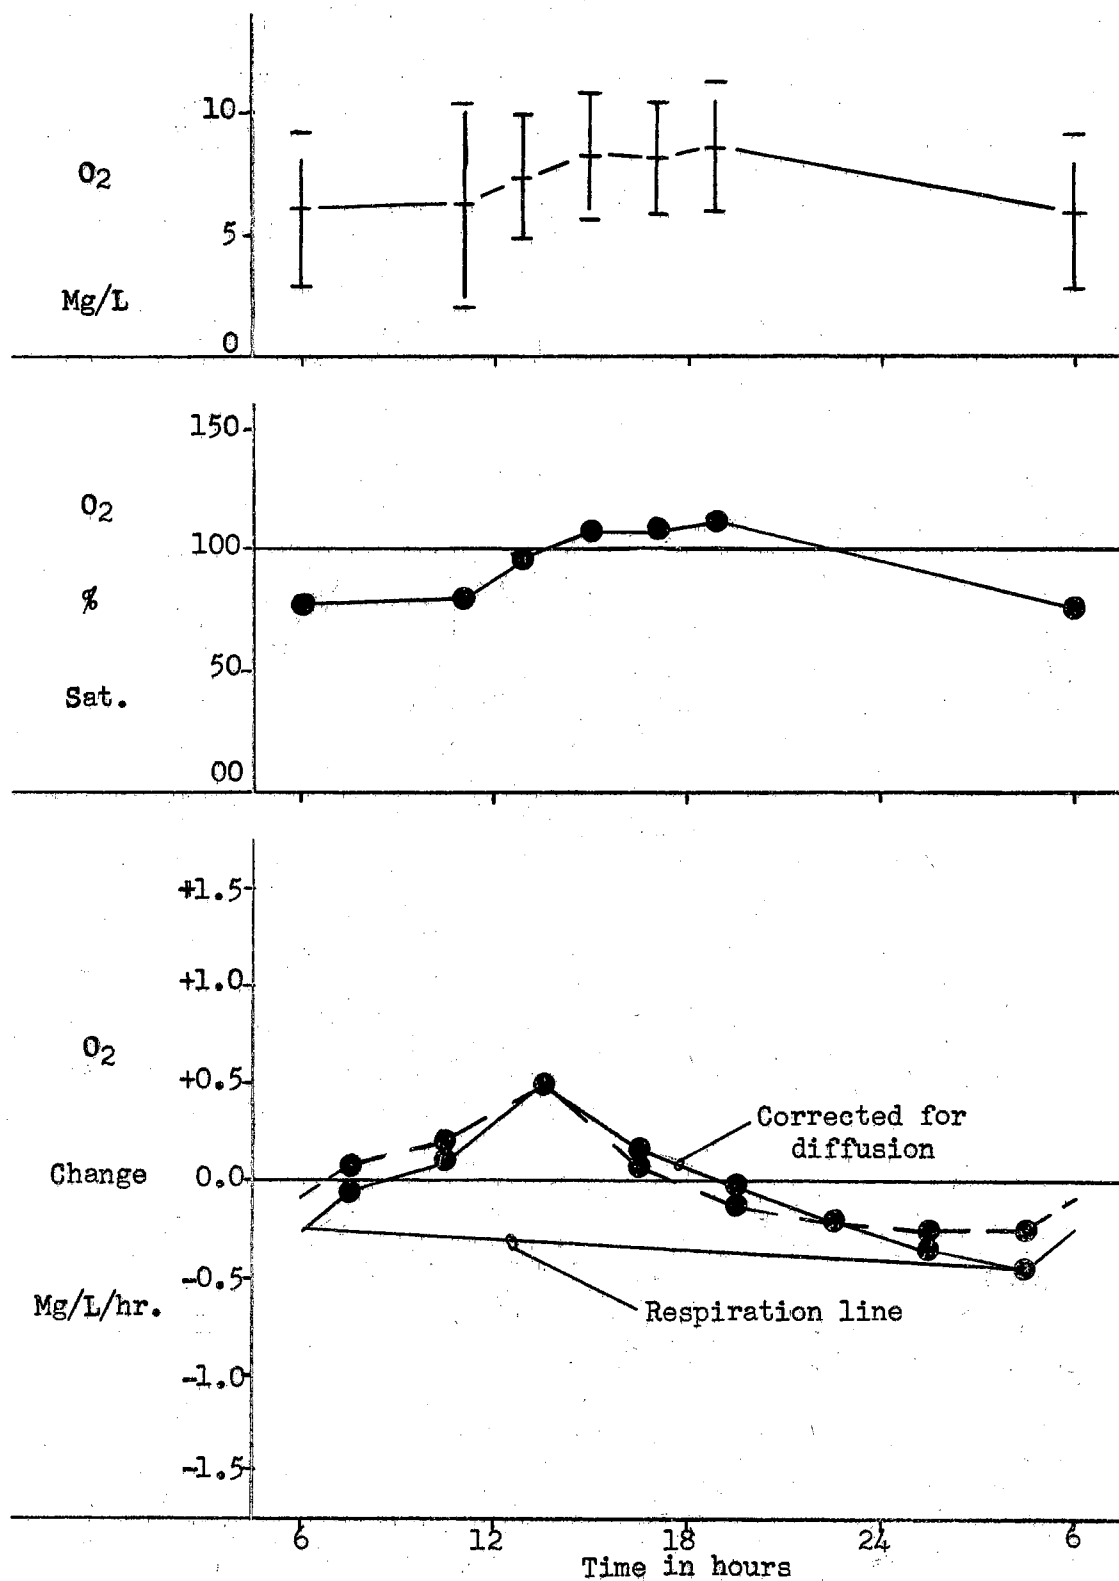 10
O2
5
Mg/L
0
150
O2
100
%
50
Sat.
00
+1.5
+1.0
O2
+0.5
Corrected for
diffusion
Change
0.0
-0.5
Mg/L/hr.
Respiration line
-1.0
-1.5
6 12 18 24 6
Time in hours